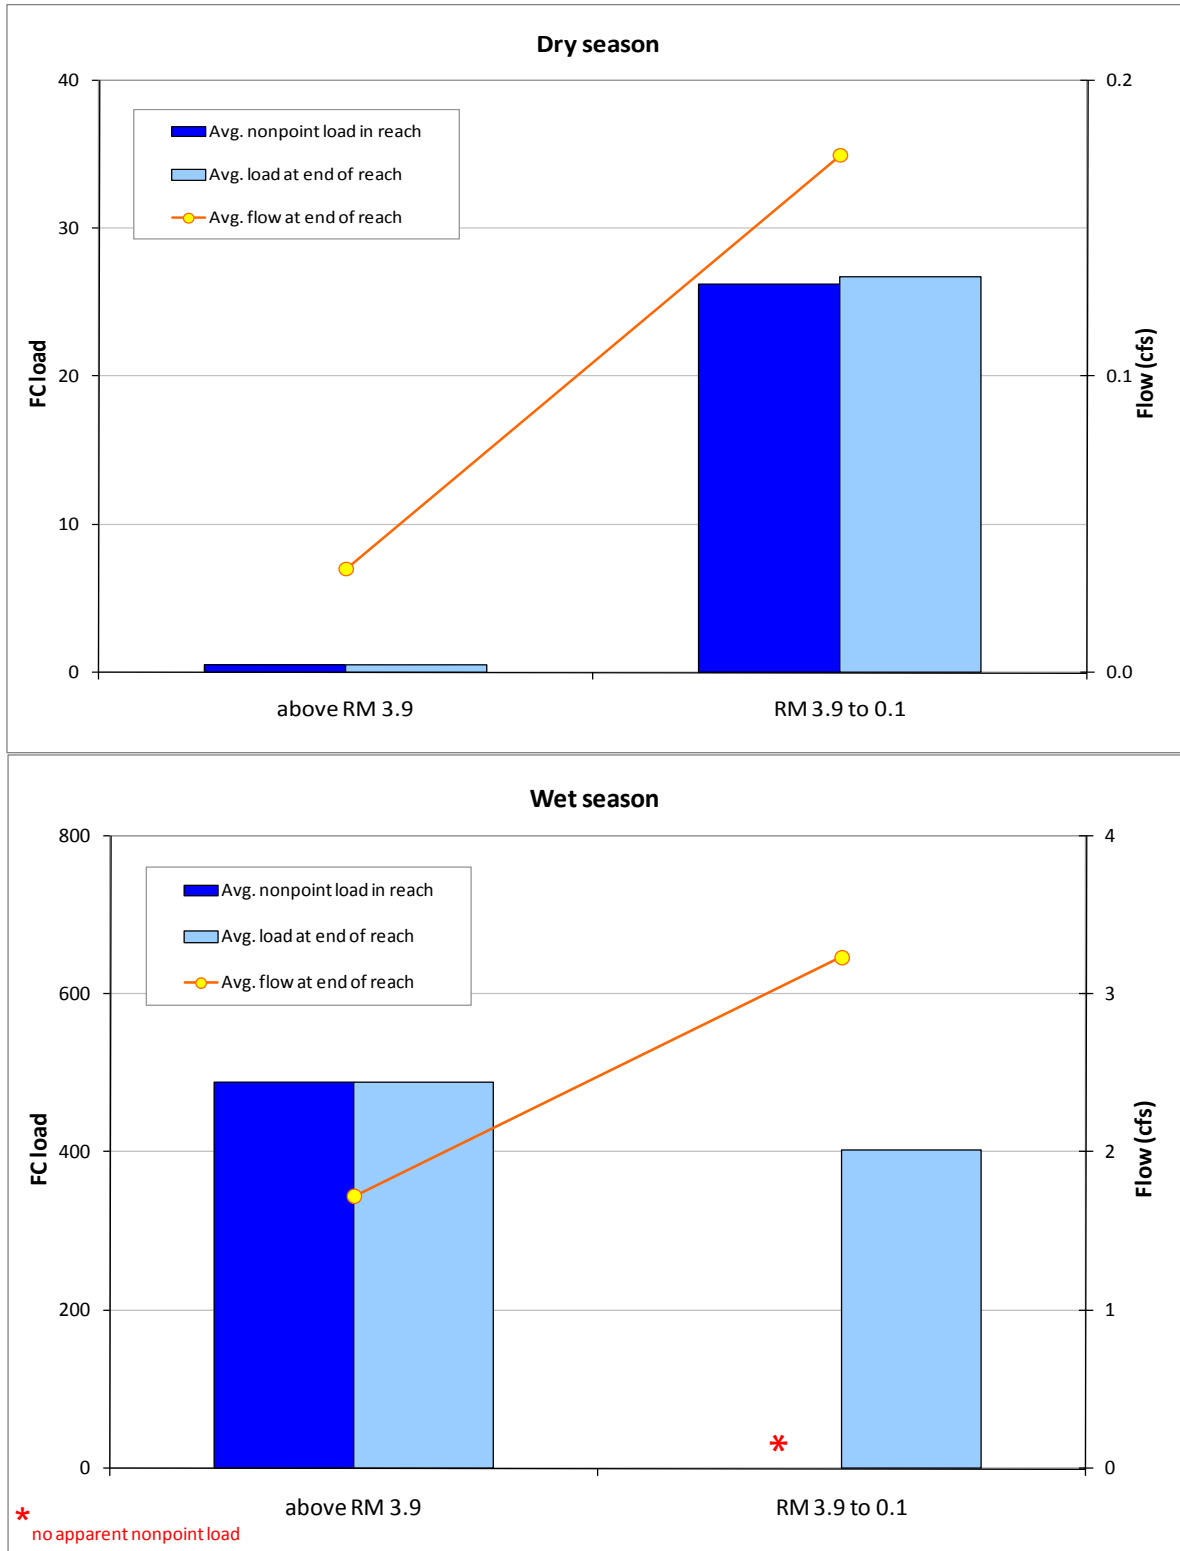 Dry season
40
0.2
Avg. nonpoint load in reach
Avg. load at end of reach
Avg. flow at end of reach
30
FC load
20
0.1
Flow (cfs)
10
0
0.0
above RM 3.9
RM 3.9 to 0.1
Wet season
800
4
Avg. nonpoint load in reach
Avg. load at end of reach
Avg. flow at end of reach
600
3
FC load
400
2
Flow (cfs)
200
1
*
0
0
above RM 3.9
RM 3.9 to 0.1
* no apparent nonpoint load